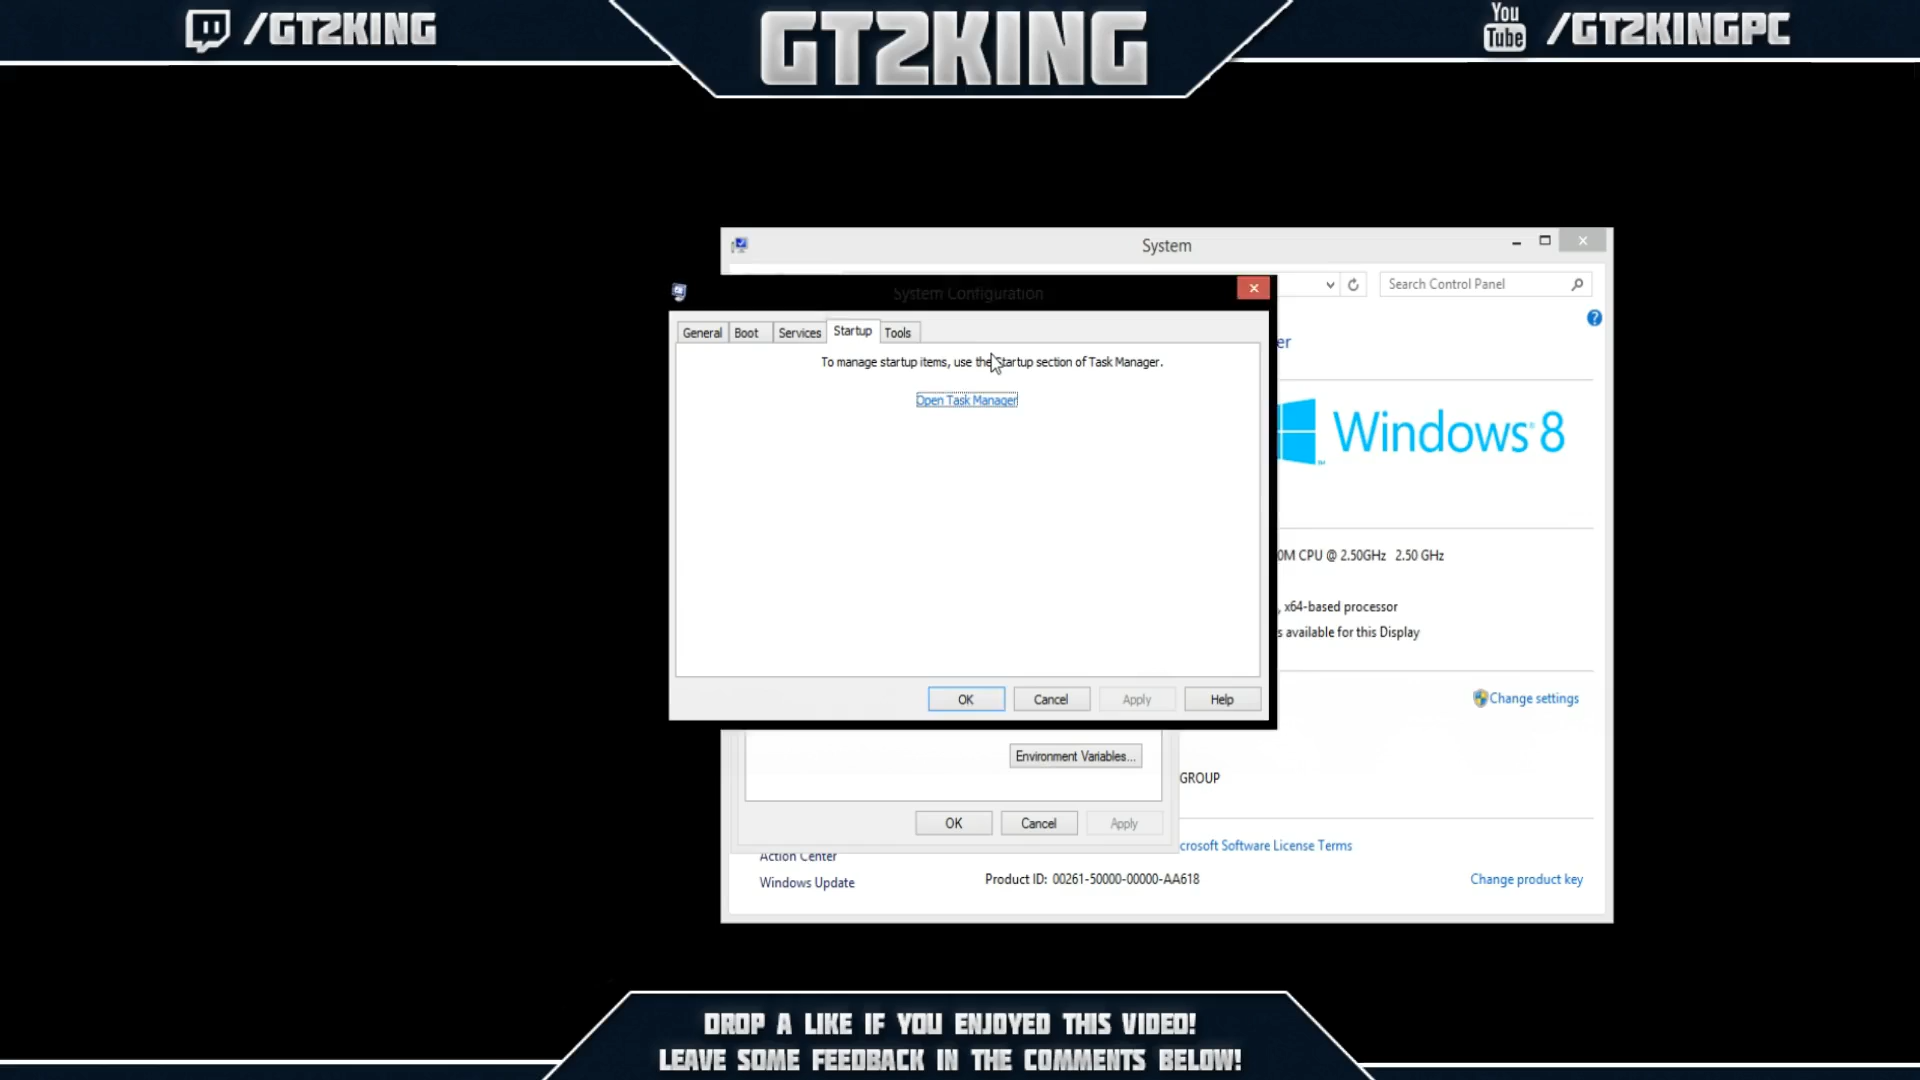 /GT2KING
GT2KING
You
Tube
/GT2KINGPC
System
Search Control Panel
System Configuration
General
Boot
Services
Startup
Tools
To manage startup items, use the Startup section of Task Manager.
Open Task Manager
er
Windows 8
0M CPU @ 2.50GHz 2.50 GHz
, x64-based processor
s available for this Display
OK
Cancel
Apply
Help
Change settings
Environment Variables...
GROUP
OK
Cancel
Apply
crosoft Software License Terms
Action Center
Windows Update
Product ID: 00261-50000-00000-AA618
Change product key
DROP A LIKE IF YOU ENJOYED THIS VIDEO!
LEAVE SOME FEEDBACK IN THE COMMENTS BELOW!